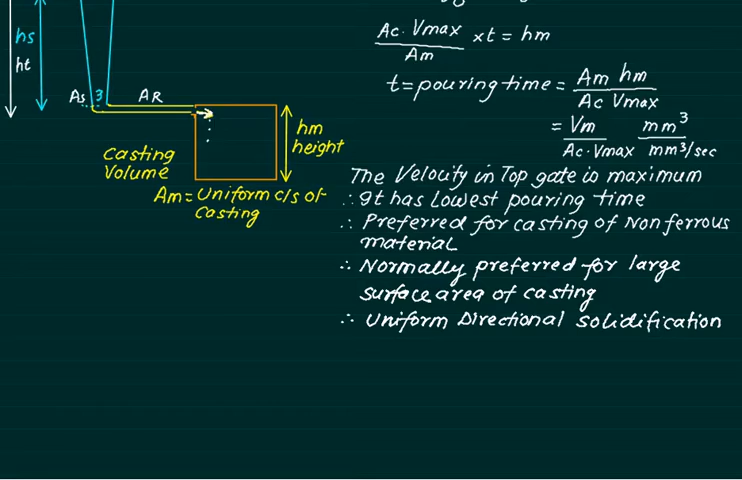 hs
ht
As
3
AR
Casting
Volume
hm
height
Am = Uniform c/s of
casting
Ac. Vmax / Am × t = hm
t = pouring time = Am hm / Ac Vmax
= Vm / Ac. Vmax mm³ / mm³/sec
The Velocity in Top gate is maximum
∴ It has Lowest pouring time
∴ Preferred for casting of Non ferrous
material
∴ Normally preferred for large
surface area of casting
∴ Uniform Directional solidification